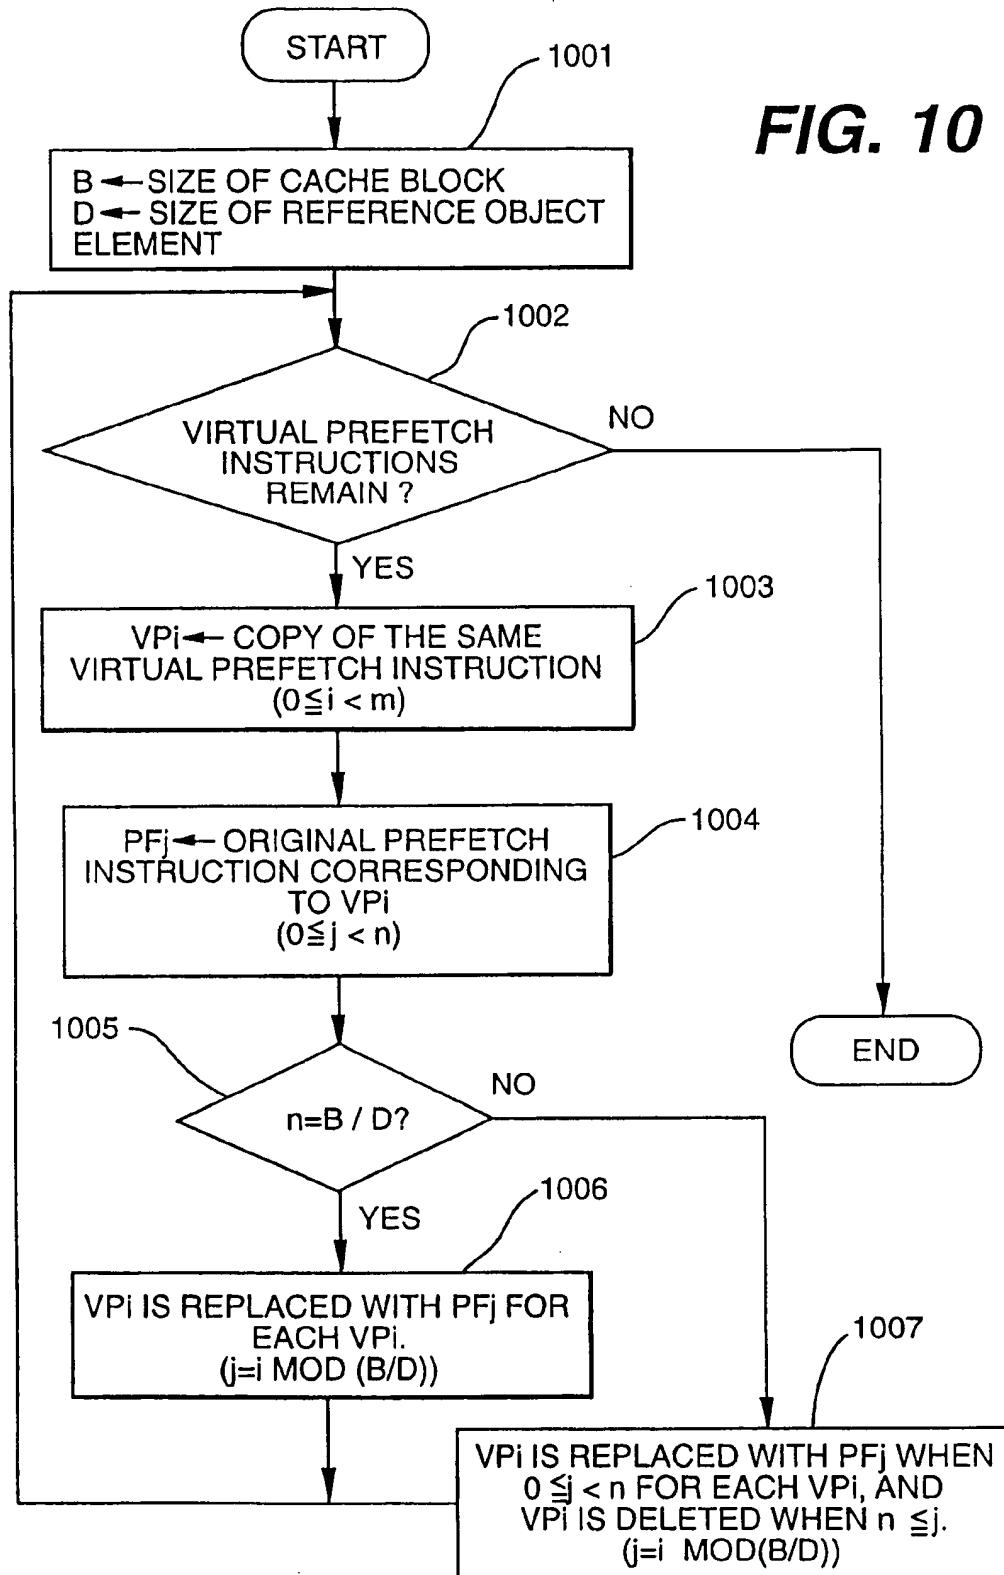 START
1001
FIG. 10
B ← SIZE OF CACHE BLOCK
D ← SIZE OF REFERENCE OBJECT
ELEMENT
1002
VIRTUAL PREFETCH
INSTRUCTIONS
REMAIN ?
NO
YES
1003
VPi ← COPY OF THE SAME
VIRTUAL PREFETCH INSTRUCTION
(0≦i < m)
1004
PFj ← ORIGINAL PREFETCH
INSTRUCTION CORRESPONDING
TO VPi
(0≦j < n)
1005
END
n=B / D?
NO
YES
1006
VPi IS REPLACED WITH PFj FOR
EACH VPi.
(j=i MOD (B/D))
1007
VPi IS REPLACED WITH PFj WHEN
0 ≦j < n FOR EACH VPi, AND
VPi IS DELETED WHEN n ≦j.
(j=i MOD(B/D))